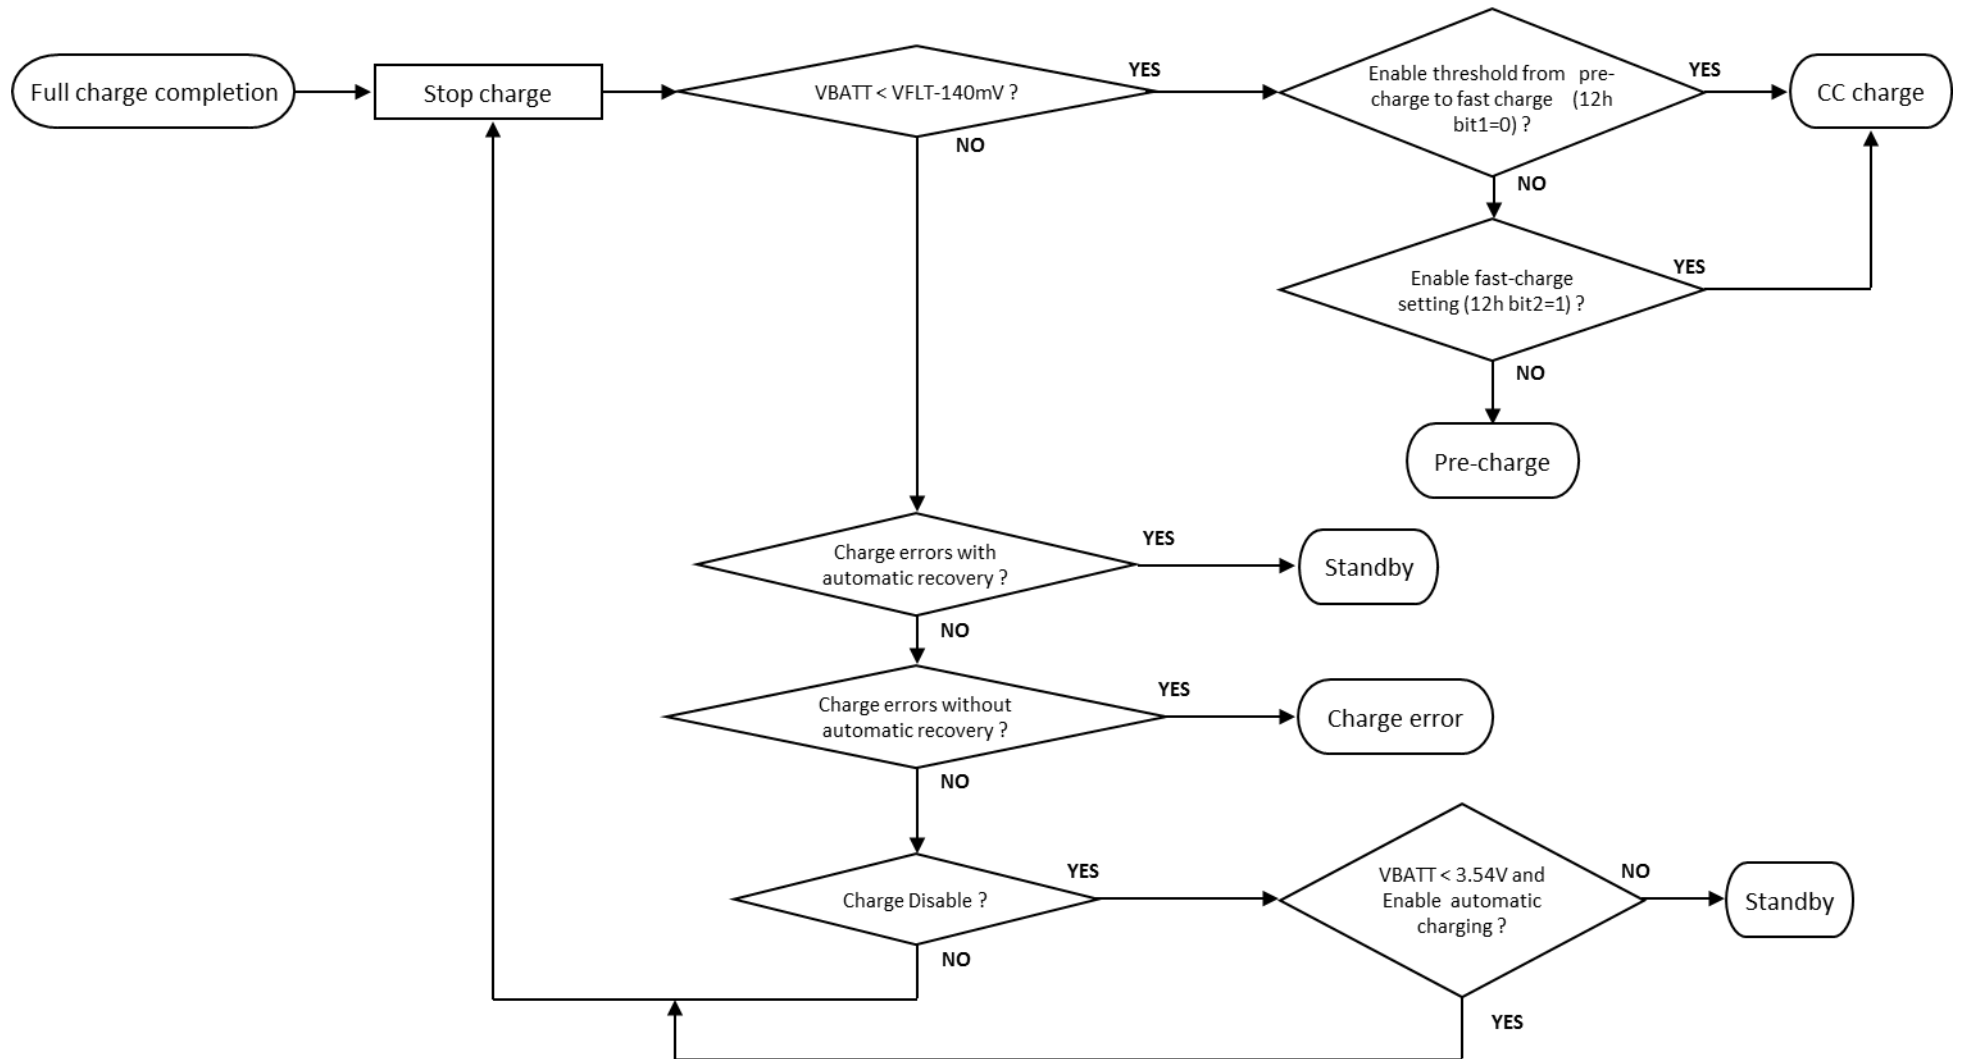 Full charge completion
Stop charge
VBATT < VFLT-140mV ?
YES
NO
Enable threshold from pre-
charge to fast charge (12h
bit1=0) ?
YES
NO
CC charge
Enable fast-charge
setting (12h bit2=1) ?
YES
NO
Pre-charge
Charge errors with
automatic recovery ?
YES
NO
Standby
Charge errors without
automatic recovery ?
YES
NO
Charge error
Charge Disable ?
YES
NO
VBATT < 3.54V and
Enable automatic
charging ?
NO
YES
Standby